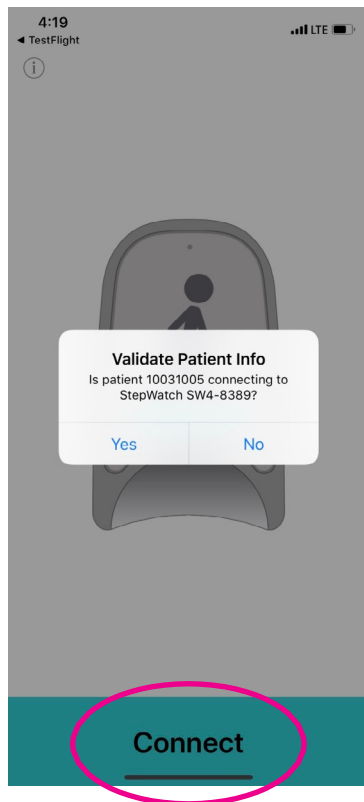 4:19
LTE
◀ TestFlight
Validate Patient Info
Is patient 10031005 connecting to
StepWatch SW4-8389?
Yes No
Connect